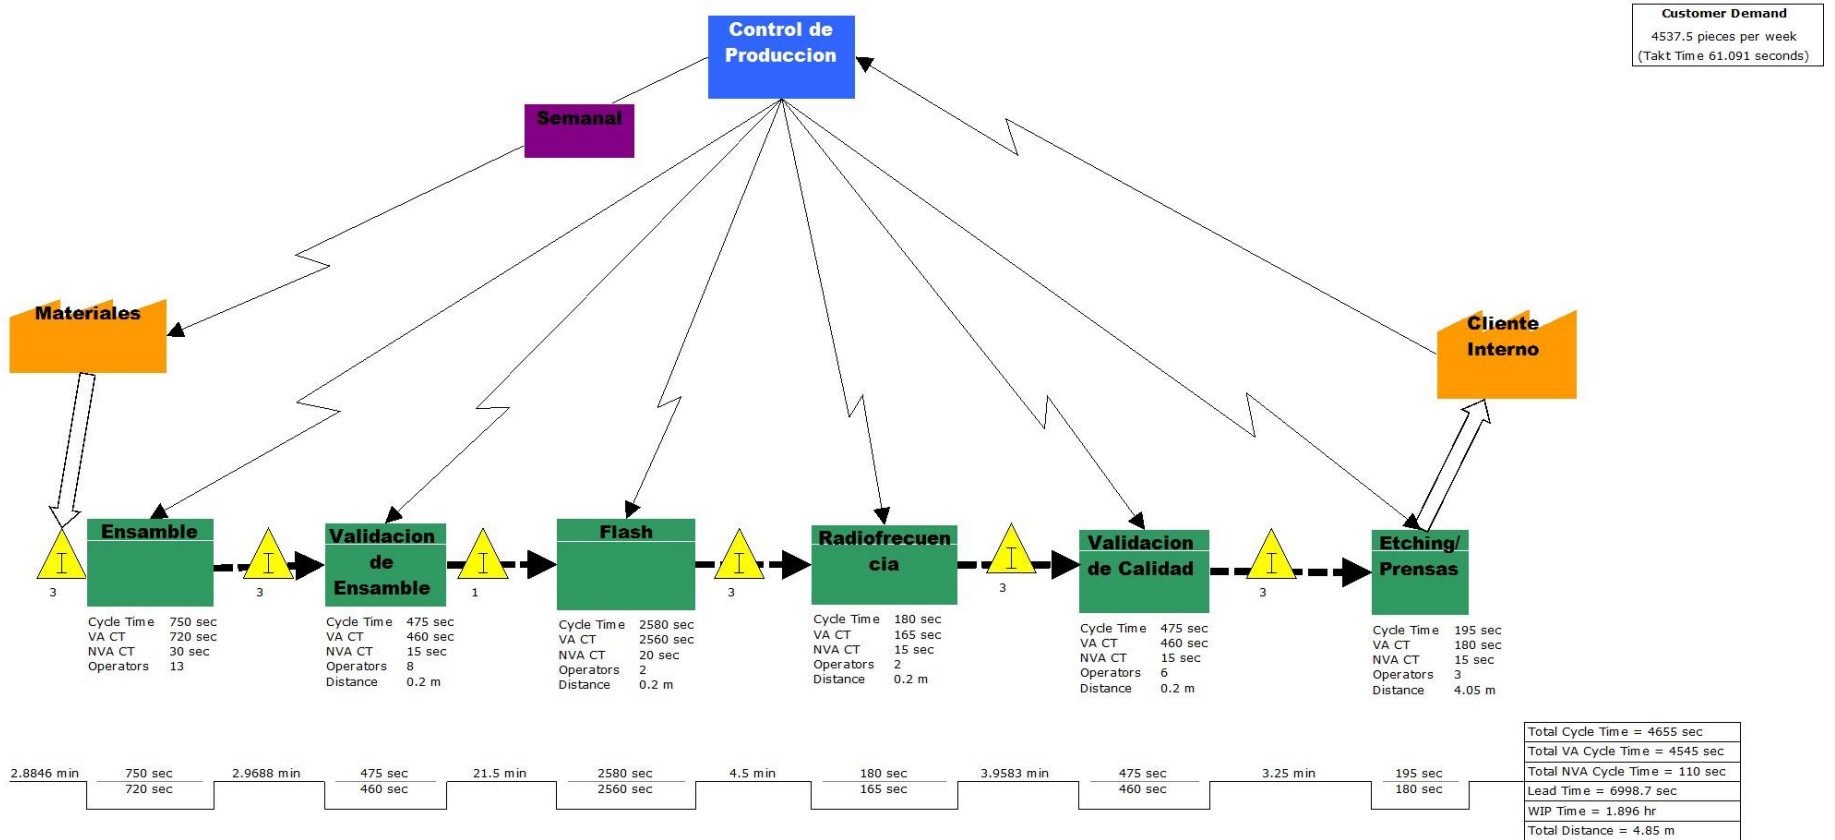 Customer Demand
4537.5 pieces per week
(Takt Time 61.091 seconds)
Control de
Produccion
Semanal
Materiales
Cliente
Interno
Ensamble
Validacion
de
Ensamble
Flash
Radiofrecuen
cia
Validacion
de Calidad
Etching/
Prensas
I
I
I
I
I
I
3
3
1
3
3
3
Cycle Time 750 sec
VA CT 720 sec
NVA CT 30 sec
Operators 13
Cycle Time 475 sec
VA CT 460 sec
NVA CT 15 sec
Operators 8
Distance 0.2 m
Cycle Time 2580 sec
VA CT 2560 sec
NVA CT 20 sec
Operators 2
Distance 0.2 m
Cycle Time 180 sec
VA CT 165 sec
NVA CT 15 sec
Operators 2
Distance 0.2 m
Cycle Time 475 sec
VA CT 460 sec
NVA CT 15 sec
Operators 6
Distance 0.2 m
Cycle Time 195 sec
VA CT 180 sec
NVA CT 15 sec
Operators 3
Distance 4.05 m
2.8846 min
750 sec
720 sec
2.9688 min
475 sec
460 sec
21.5 min
2580 sec
2560 sec
4.5 min
180 sec
165 sec
3.9583 min
475 sec
460 sec
3.25 min
195 sec
180 sec
Total Cycle Time = 4655 sec
Total VA Cycle Time = 4545 sec
Total NVA Cycle Time = 110 sec
Lead Time = 6998.7 sec
WIP Time = 1.896 hr
Total Distance = 4.85 m